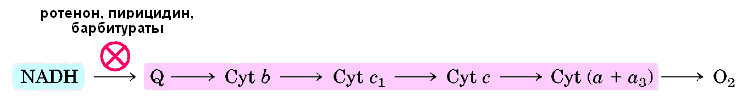 ротенон, пирицидин,
барбитураты
NADH → Q → Cyt b → Cyt c₁ → Cyt c → Cyt (a + a₃) → O₂